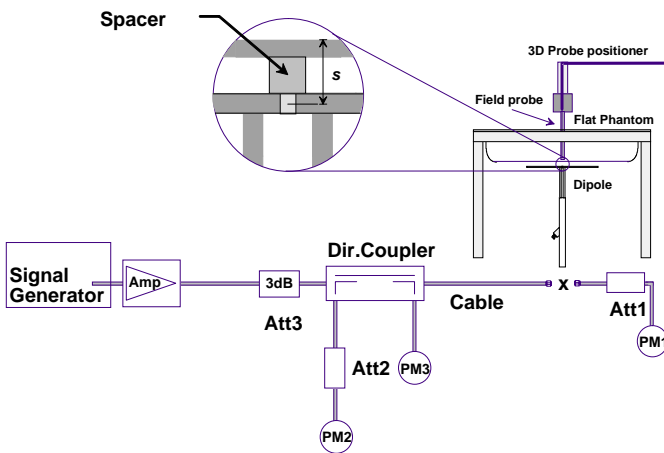 Spacer
s
3D Probe positioner
Field probe
Flat Phantom
Dipole
Signal
Generator
Amp
3dB
Att3
Dir.Coupler
Cable
x
Att1
PM1
Att2
PM3
PM2